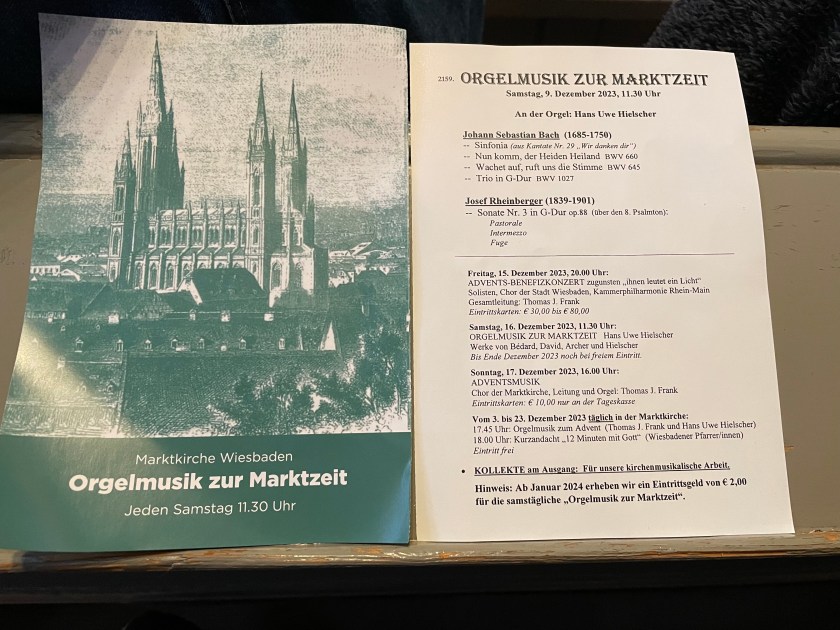 Marktkirche Wiesbaden
Orgelmusik zur Marktzeit
Jeden Samstag 11.30 Uhr
2159. ORGELMUSIK ZUR MARKTZEIT
Samstag, 9. Dezember 2023, 11.30 Uhr
An der Orgel: Hans Uwe Hielscher
Johann Sebastian Bach (1685-1750)
-- Sinfonia (aus Kantate Nr. 29 „Wir danken dir“)
-- Nun komm, der Heiden Heiland BWV 660
-- Wachet auf, ruft uns die Stimme BWV 645
-- Trio in G-Dur BWV 1027
Josef Rheinberger (1839-1901)
-- Sonate Nr. 3 in G-Dur op.88 (über den 8. Psalmton):
Pastorale
Intermezzo
Fuge
Freitag, 15. Dezember 2023, 20.00 Uhr:
ADVENTS-BENEFIZKONZERT zugunsten „ihnen leutet ein Licht“
Solisten, Chor der Stadt Wiesbaden, Kammerphilharmonie Rhein-Main
Gesamtleitung: Thomas J. Frank
Eintrittskarten: € 30,00 bis € 80,00
Samstag, 16. Dezember 2023, 11.30 Uhr:
ORGELMUSIK ZUR MARKTZEIT Hans Uwe Hielscher
Werke von Bédard, David, Archer und Hielscher
Bis Ende Dezember 2023 noch bei freiem Eintritt.
Sonntag, 17. Dezember 2023, 16.00 Uhr:
ADVENTSMUSIK
Chor der Marktkirche, Leitung und Orgel: Thomas J. Frank
Eintrittskarten: € 10,00 nur an der Tageskasse
Vom 3. bis 23. Dezember 2023 täglich in der Marktkirche:
17.45 Uhr: Orgelmusik zum Advent (Thomas J. Frank und Hans Uwe Hielscher)
18.00 Uhr: Kurzandacht „12 Minuten mit Gott“ (Wiesbadener Pfarrer/innen)
Eintritt frei
• KOLLEKTE am Ausgang: Für unsere kirchenmusikalische Arbeit.
Hinweis: Ab Januar 2024 erheben wir ein Eintrittsgeld von € 2,00
für die samstägliche „Orgelmusik zur Marktzeit“.